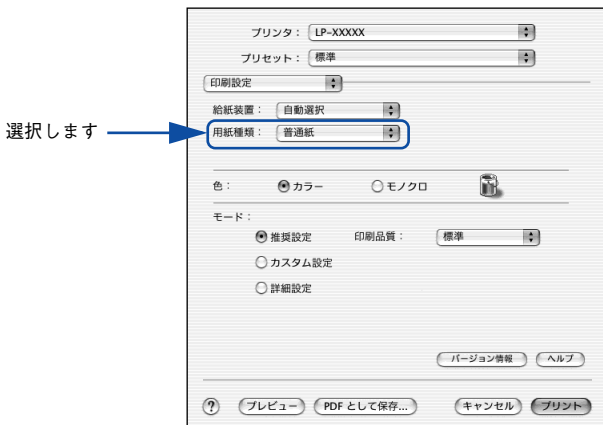 プリンタ： LP-XXXXX
プリセット： 標準
印刷設定
給紙装置： 自動選択
選択します
用紙種類： 普通紙
色： カラー モノクロ
モード：
推奨設定 印刷品質： 標準
カスタム設定
詳細設定
バージョン情報 ヘルプ
? プレビュー PDF として保存... キャンセル プリント